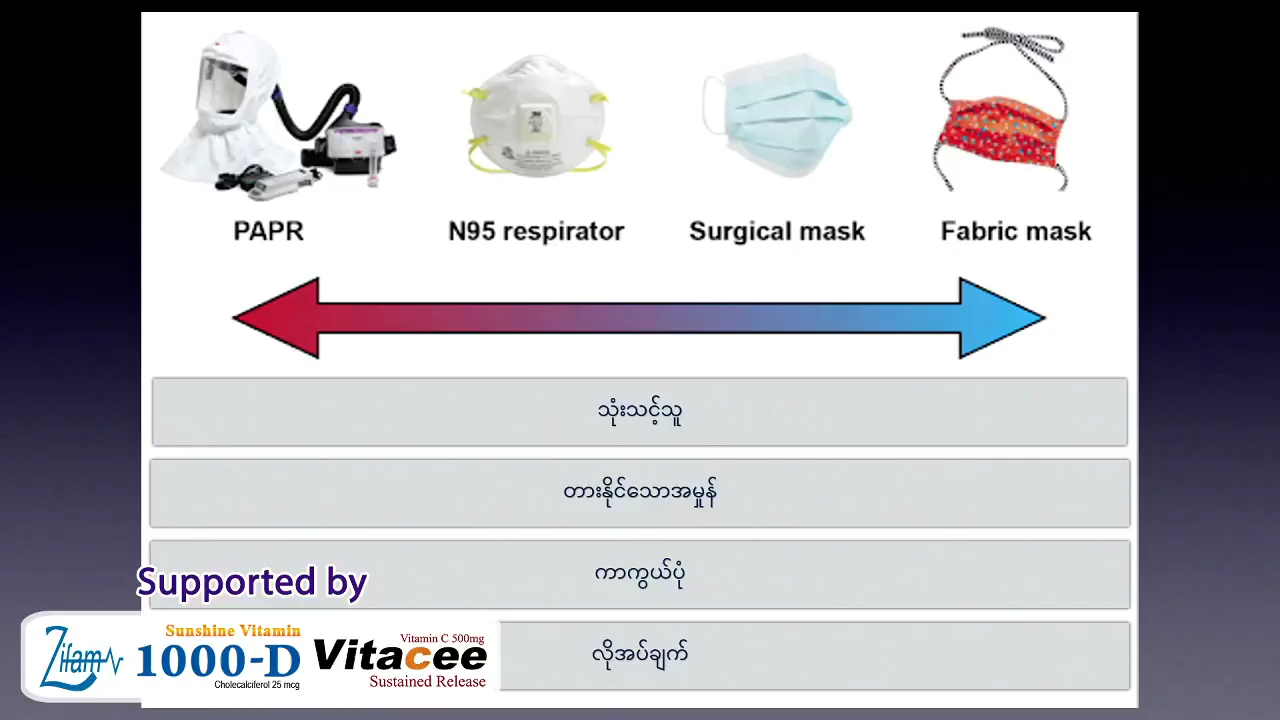 PAPR
N95 respirator
Surgical mask
Fabric mask
သုံးသင့်သူ
တားနိုင်သောအမှုန်
ကာကွယ်ပုံ
လိုအပ်ချက်
Supported by
Zifam
Sunshine Vitamin
1000-D
Cholecalciferol 25 mcg
Vitamin C 500mg
Vitacee
Sustained Release